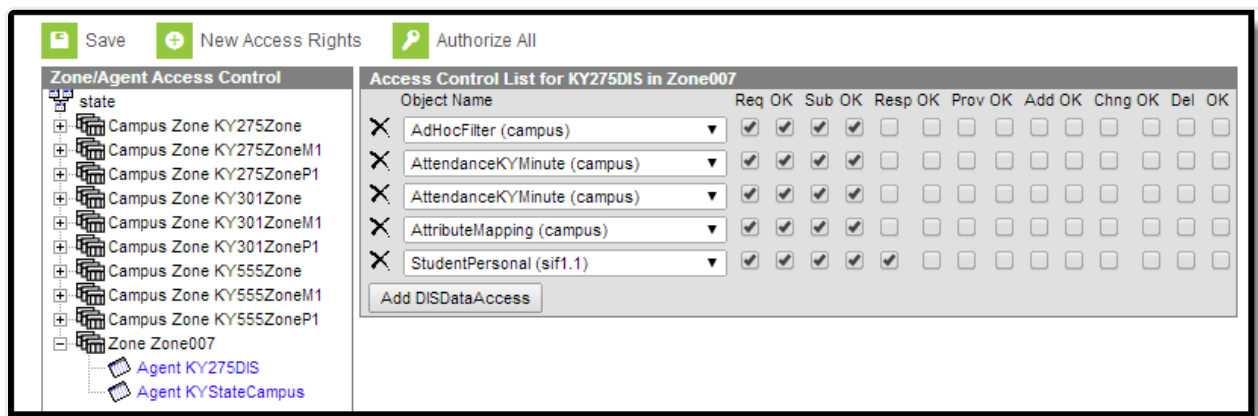 Save New Access Rights Authorize All
Zone/Agent Access Control
state
Campus Zone KY275Zone
Campus Zone KY275ZoneM1
Campus Zone KY275ZoneP1
Campus Zone KY301Zone
Campus Zone KY301ZoneM1
Campus Zone KY301ZoneP1
Campus Zone KY555Zone
Campus Zone KY555ZoneM1
Campus Zone KY555ZoneP1
Zone Zone007
Agent KY275DIS
Agent KYStateCampus
Access Control List for KY275DIS in Zone007
Object Name Req OK Sub OK Resp OK Prov OK Add OK Chng OK Del OK
AdHocFilter (campus)
AttendanceKYMinute (campus)
AttendanceKYMinute (campus)
AttributeMapping (campus)
StudentPersonal (sif1.1)
Add DISDataAccess